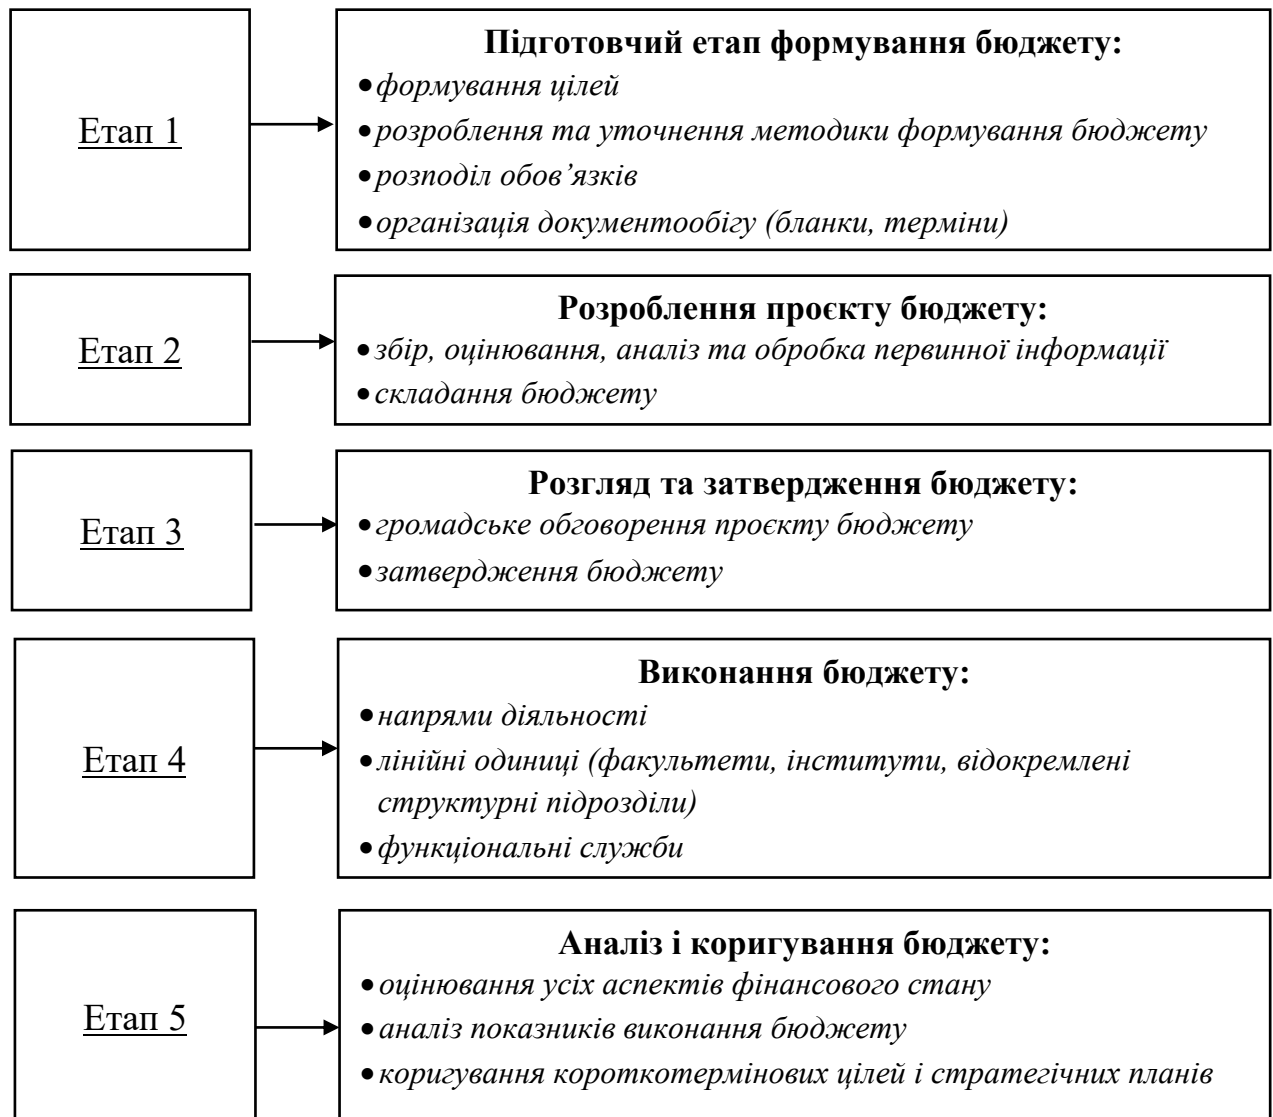 Етап 1
Підготовчий етап формування бюджету:
• формування цілей
• розроблення та уточнення методики формування бюджету
• розподіл обов’язків
• організація документообігу (бланки, терміни)
Етап 2
Розроблення проєкту бюджету:
• збір, оцінювання, аналіз та обробка первинної інформації
• складання бюджету
Етап 3
Розгляд та затвердження бюджету:
• громадське обговорення проєкту бюджету
• затвердження бюджету
Етап 4
Виконання бюджету:
• напрями діяльності
• лінійні одиниці (факультети, інститути, відокремлені
структурні підрозділи)
• функціональні служби
Етап 5
Аналіз і коригування бюджету:
• оцінювання усіх аспектів фінансового стану
• аналіз показників виконання бюджету
• коригування короткотермінових цілей і стратегічних планів